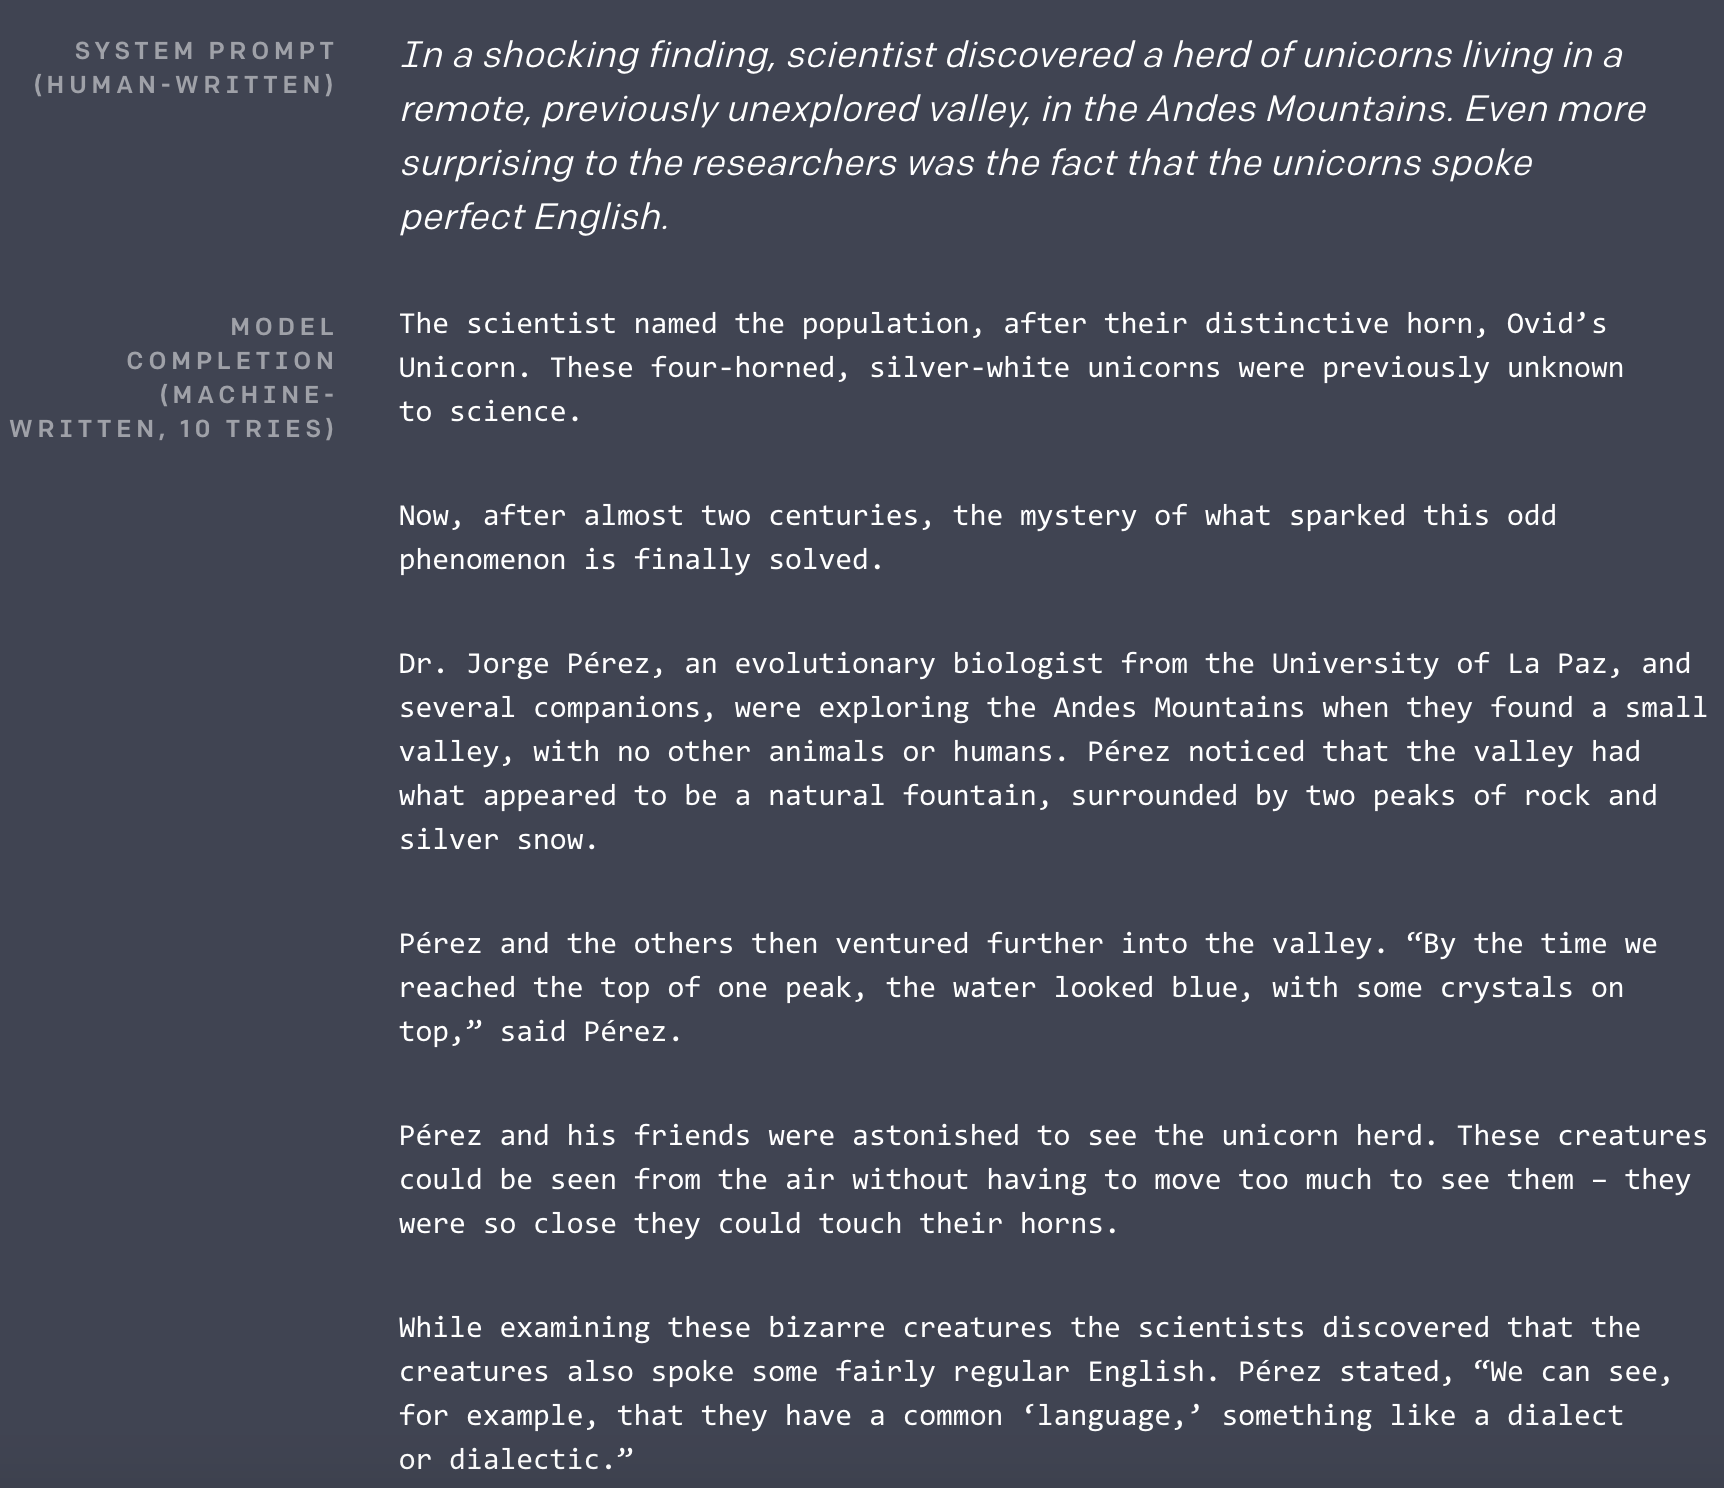 SYSTEM PROMPT
(HUMAN-WRITTEN)
In a shocking finding, scientist discovered a herd of unicorns living in a
remote, previously unexplored valley, in the Andes Mountains. Even more
surprising to the researchers was the fact that the unicorns spoke
perfect English.
MODEL
COMPLETION
(MACHINE-
WRITTEN, 10 TRIES)
The scientist named the population, after their distinctive horn, Ovid’s
Unicorn. These four-horned, silver-white unicorns were previously unknown
to science.
Now, after almost two centuries, the mystery of what sparked this odd
phenomenon is finally solved.
Dr. Jorge Pérez, an evolutionary biologist from the University of La Paz, and
several companions, were exploring the Andes Mountains when they found a small
valley, with no other animals or humans. Pérez noticed that the valley had
what appeared to be a natural fountain, surrounded by two peaks of rock and
silver snow.
Pérez and the others then ventured further into the valley. “By the time we
reached the top of one peak, the water looked blue, with some crystals on
top,” said Pérez.
Pérez and his friends were astonished to see the unicorn herd. These creatures
could be seen from the air without having to move too much to see them – they
were so close they could touch their horns.
While examining these bizarre creatures the scientists discovered that the
creatures also spoke some fairly regular English. Pérez stated, “We can see,
for example, that they have a common ‘language,’ something like a dialect
or dialectic.”